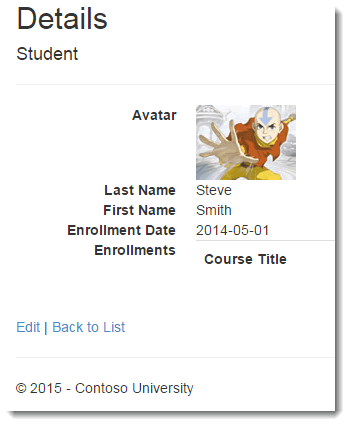 Details
Student
Avatar
Last Name Steve
First Name Smith
Enrollment Date 2014-05-01
Enrollments
Course Title
Edit | Back to List
© 2015 - Contoso University